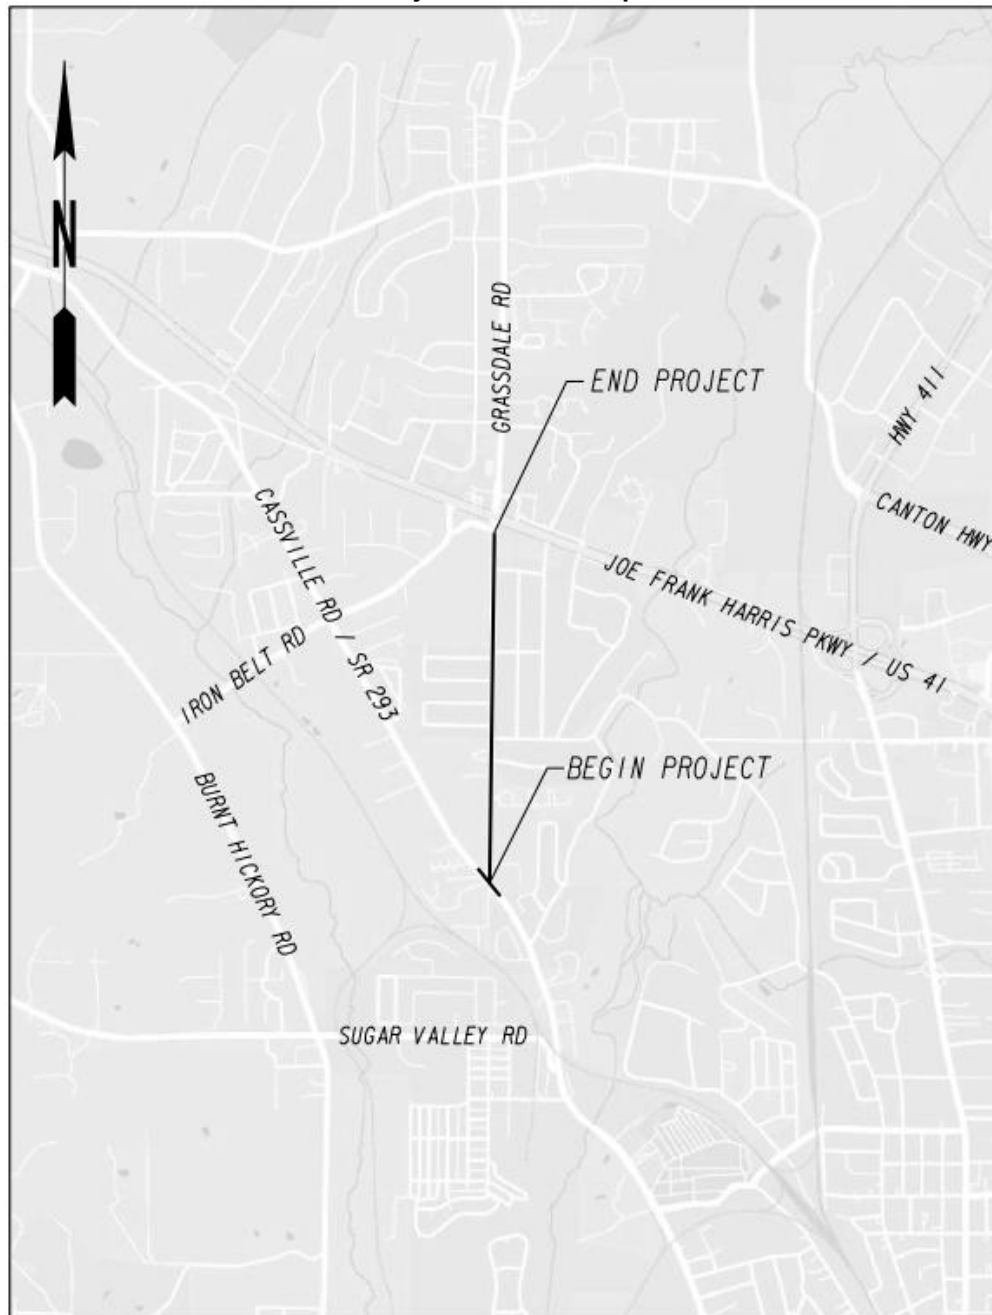 N
GRASSDALE RD
END PROJECT
HWY 411
CANTON HWY
CASSVILLE RD / SR 293
JOE FRANK HARRIS PKWY / US 41
IRON BELT RD
BEGIN PROJECT
BURNT HICKORY RD
SUGAR VALLEY RD